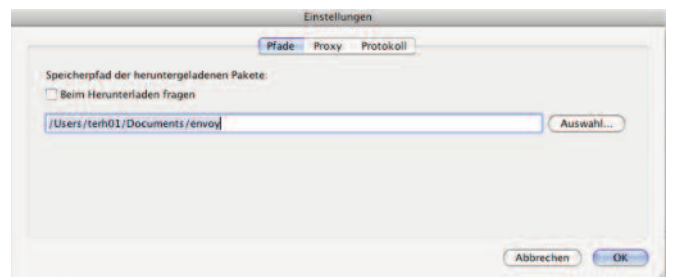 Einstellungen
Pfade Proxy Protokoll
Speicherpfad der heruntergeladenen Pakete:
Beim Herunterladen fragen
/Users/terh01/Documents/envoy Auswahl...
Abbrechen OK